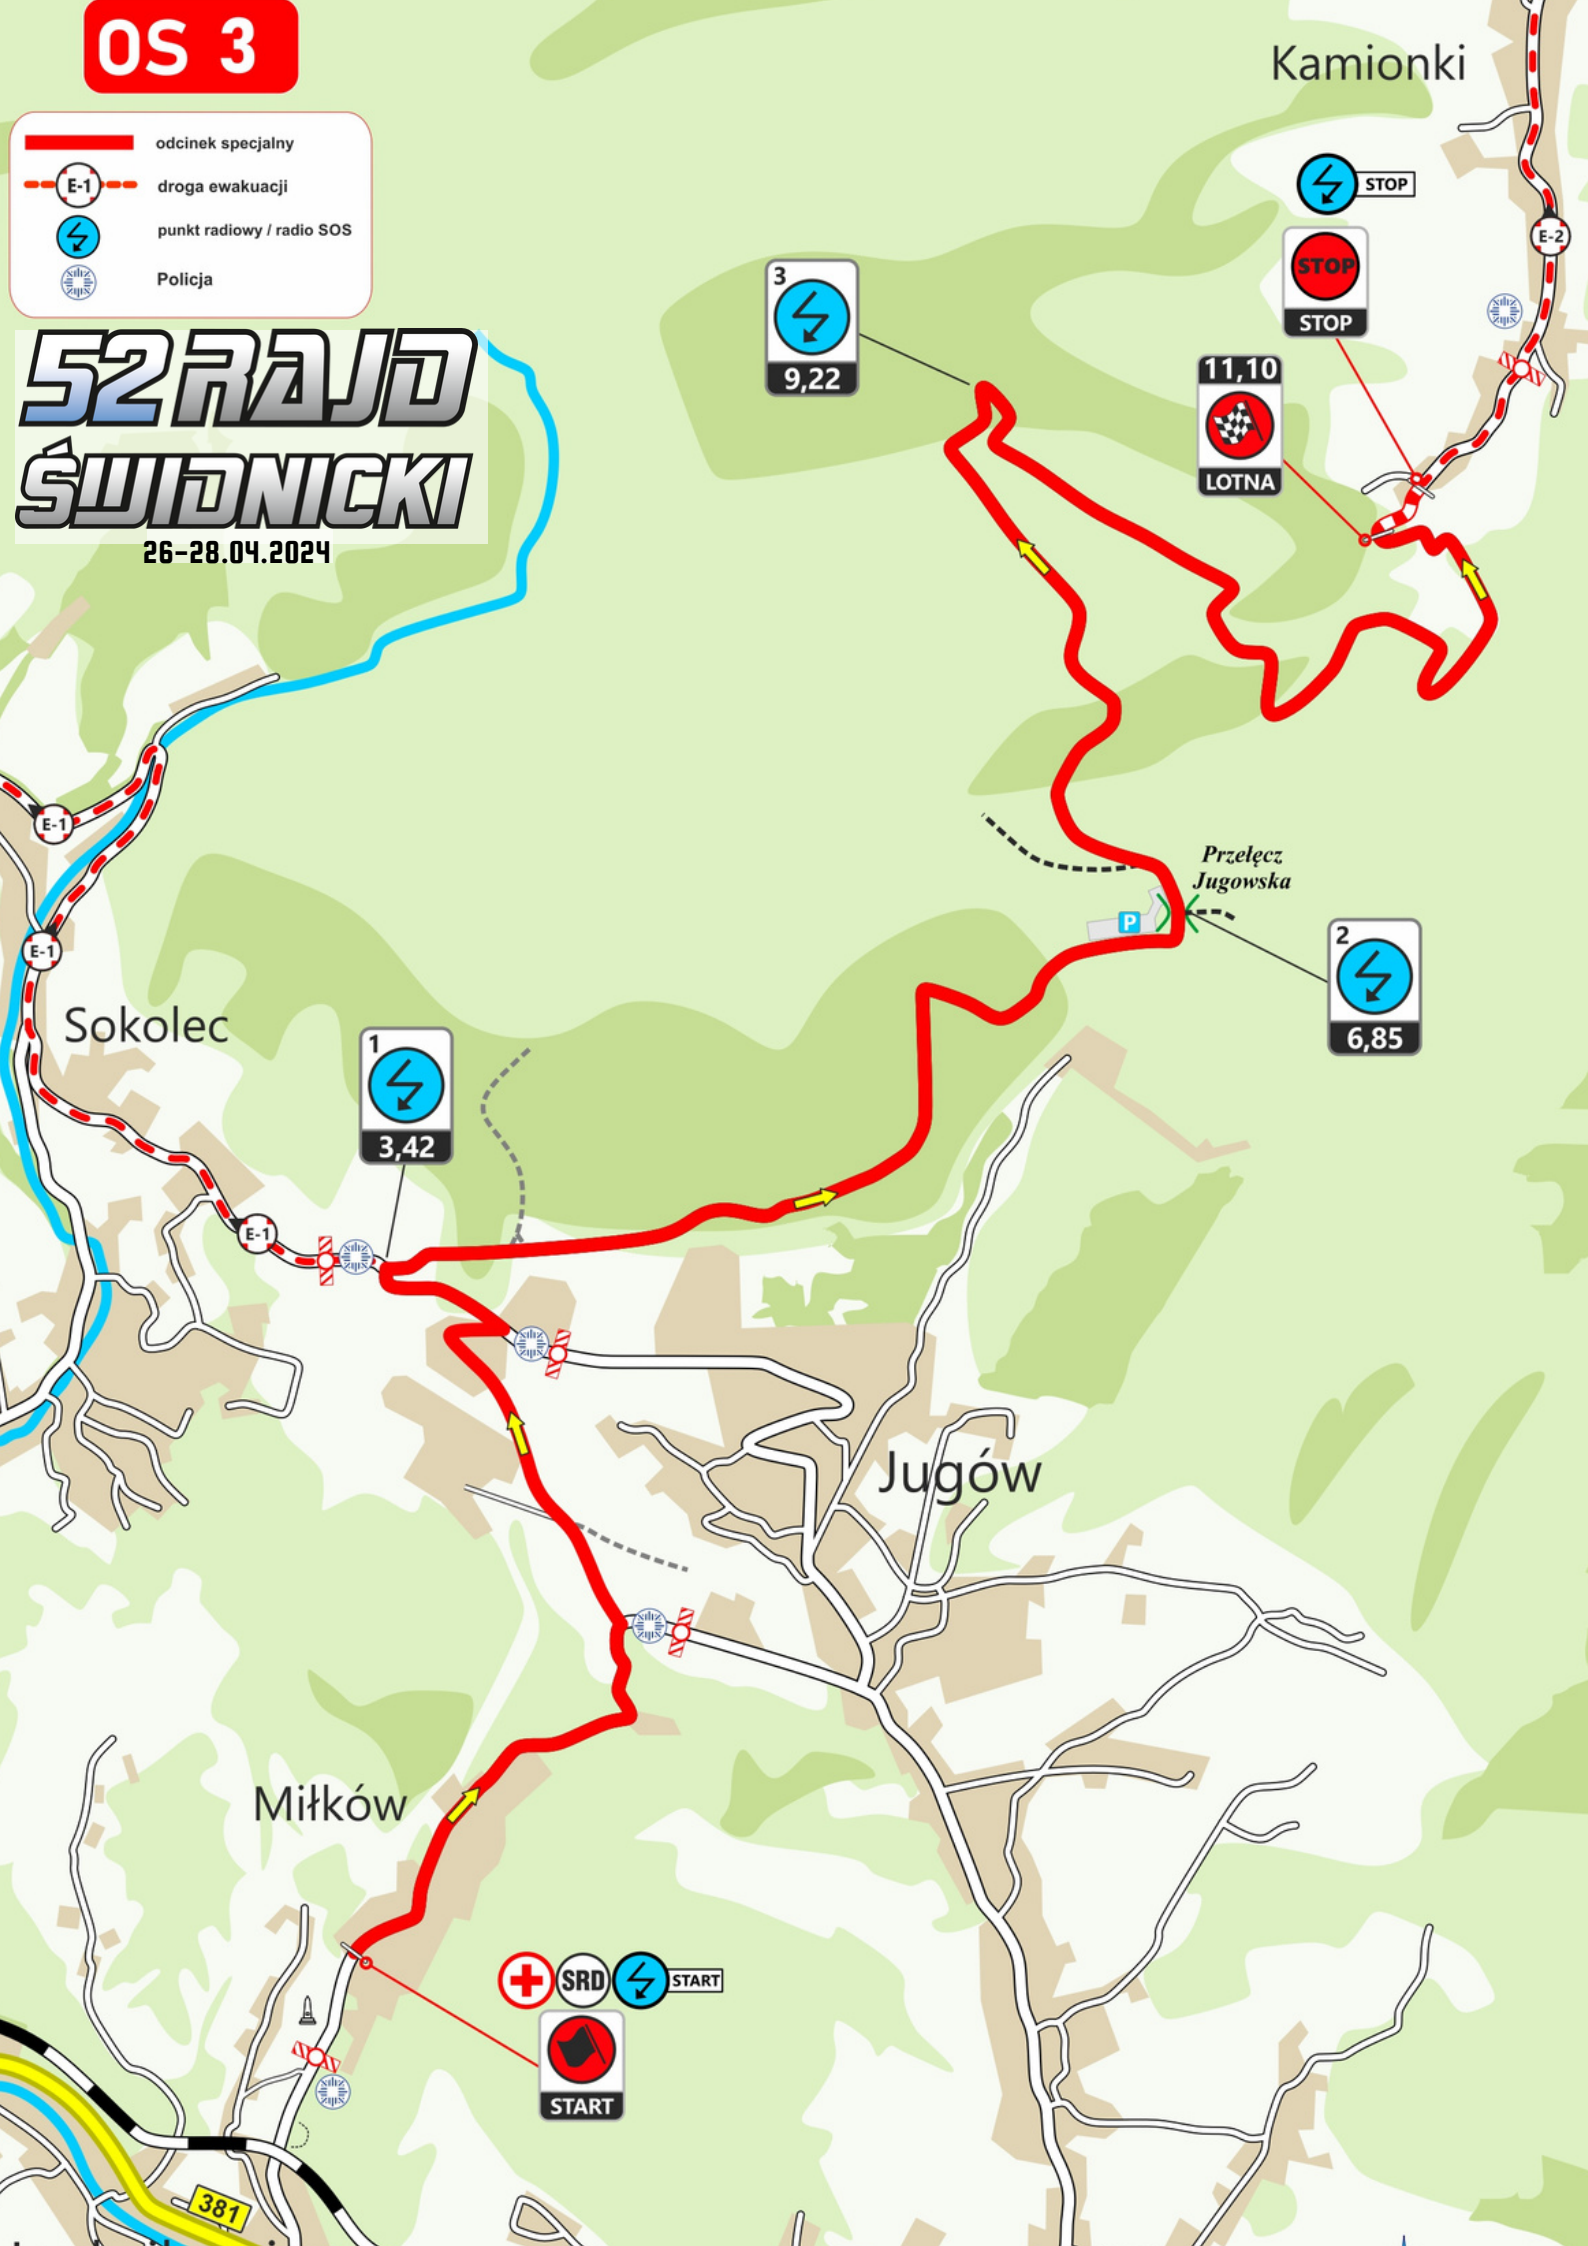 OS 3
odcinek specjalny
E-1
droga ewakuacji
punkt radiowy / radio SOS
Policja
52 RAJD
ŚWIDNICKI
26-28.04.2024
Kamionki
STOP
E-2
STOP
STOP
3
9,22
11,10
LOTNA
E-1
Przełęcz
Jugowska
P
2
6,85
E-1
Sokolec
1
3,42
E-1
Jugów
Miłków
SRD
START
START
381